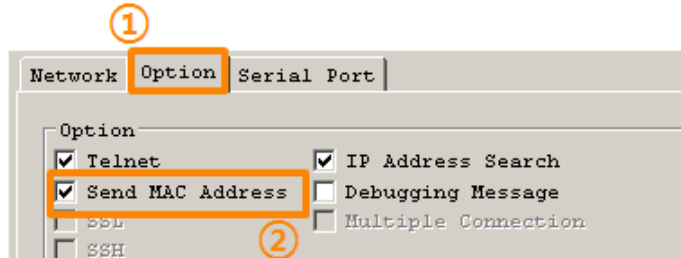 ①
Network Option Serial Port
Option
Telnet IP Address Search
Send MAC Address Debugging Message
SSL Multiple Connection
②
SSH